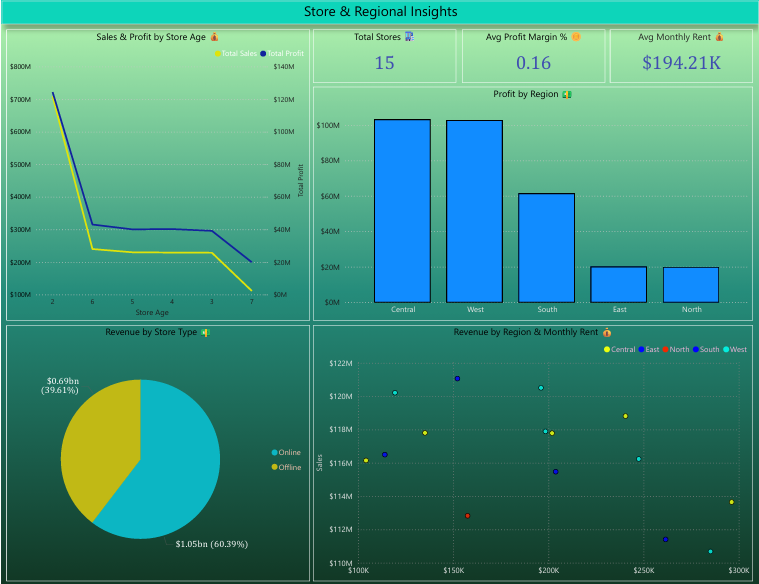 Store & Regional Insights
Sales & Profit by Store Age 💰
Total Sales Total Profit
$800M
$700M
$600M
$500M
$400M
$300M
$200M
$100M
$140M
$120M
$100M
$80M
$60M
$40M
$20M
$0M
Total Profit
2 6 5 4 3 7
Store Age
Total Stores 🏪
15
Avg Profit Margin % 🪙
0.16
Avg Monthly Rent 💰
$194.21K
Profit by Region 💵
$100M
$80M
$60M
$40M
$20M
$0M
Central West South East North
Revenue by Store Type 💵
$0.69bn
(39.61%)
$1.05bn (60.39%)
Online
Offline
Revenue by Region & Monthly Rent 💰
Central East North South West
$122M
$120M
$118M
$116M
$114M
$112M
$110M
Sales
$100K $150K $200K $250K $300K